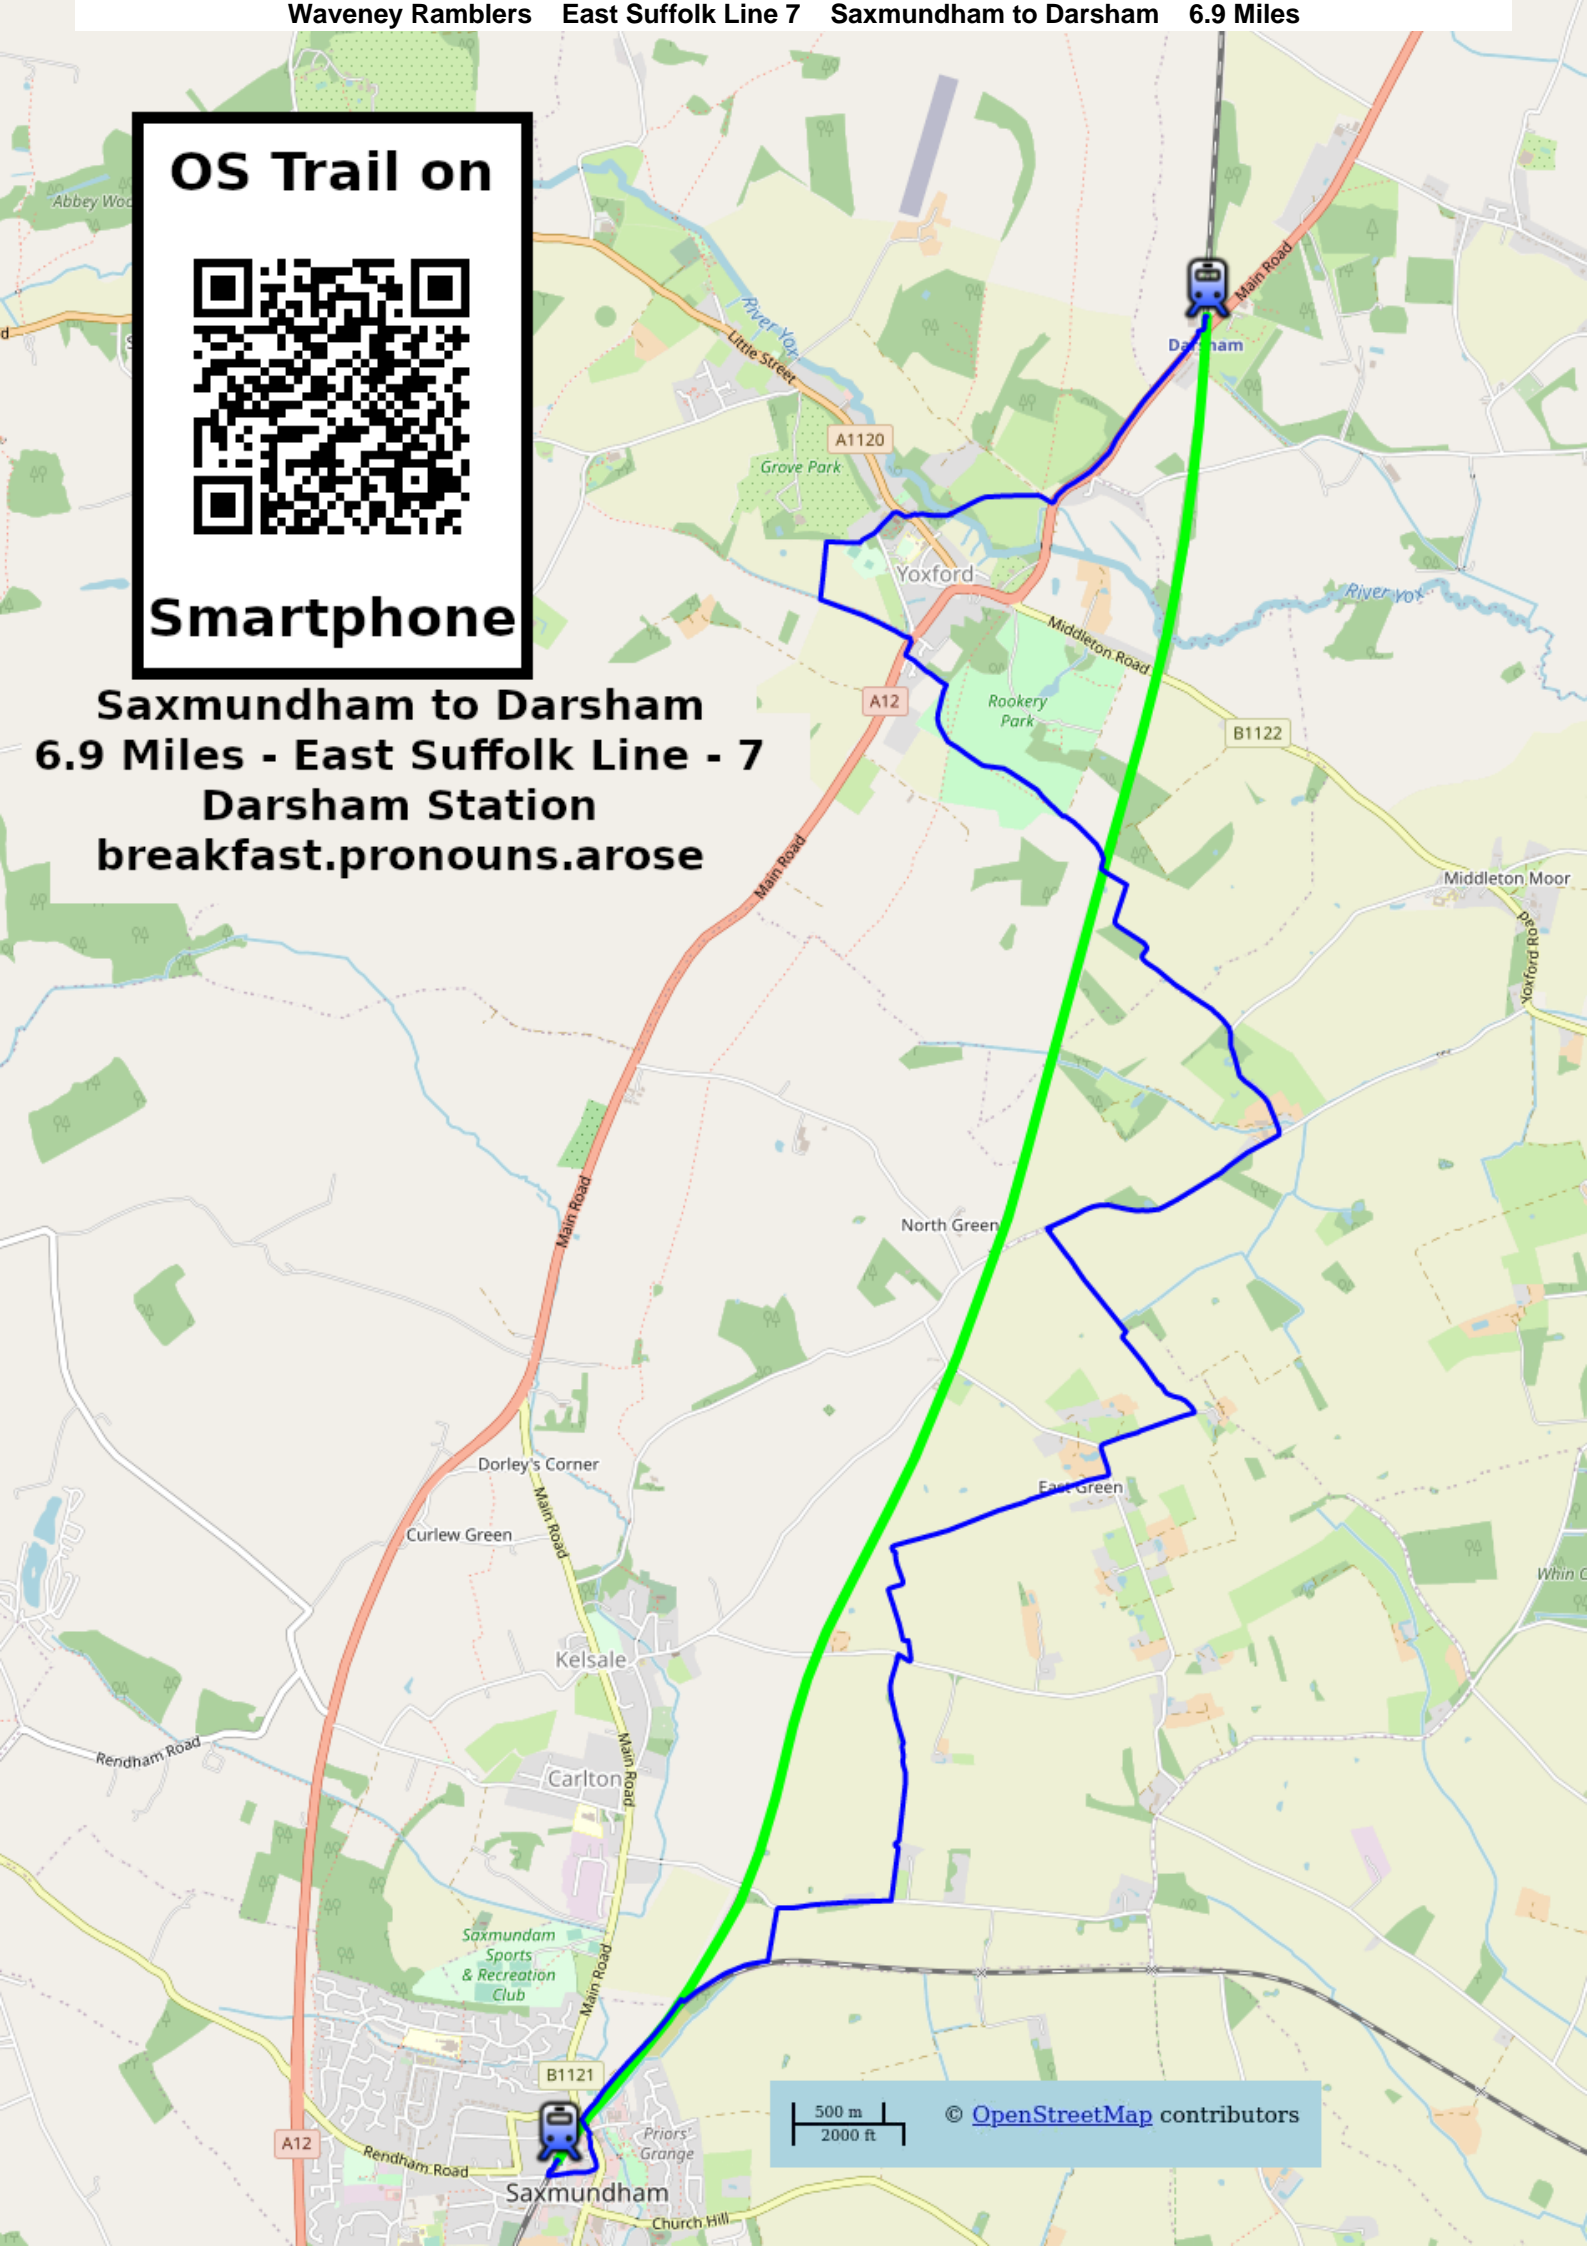 Waveney Ramblers East Suffolk Line 7 Saxmundham to Darsham 6.9 Miles
OS Trail on
Smartphone
Saxmundham to Darsham
6.9 Miles - East Suffolk Line - 7
Darsham Station
breakfast.pronouns.arose
Main Road
Darsham
River Yox
Little Street
A1120
Grove Park
Yoxford
River Yox
Middleton Road
A12
Rookery
Park
B1122
Main Road
Middleton Moor
Yoxford Road
Main Road
North Green
Dorley's Corner
East Green
Main Road
Curlew Green
Kelsale
Rendham Road
Main Road
Carlton
Saxmundam
Sports
& Recreation
Club
Main Road
B1121
500 m
2000 ft
© OpenStreetMap contributors
A12
Priors'
Grange
Rendham Road
Saxmundham
Church Hill